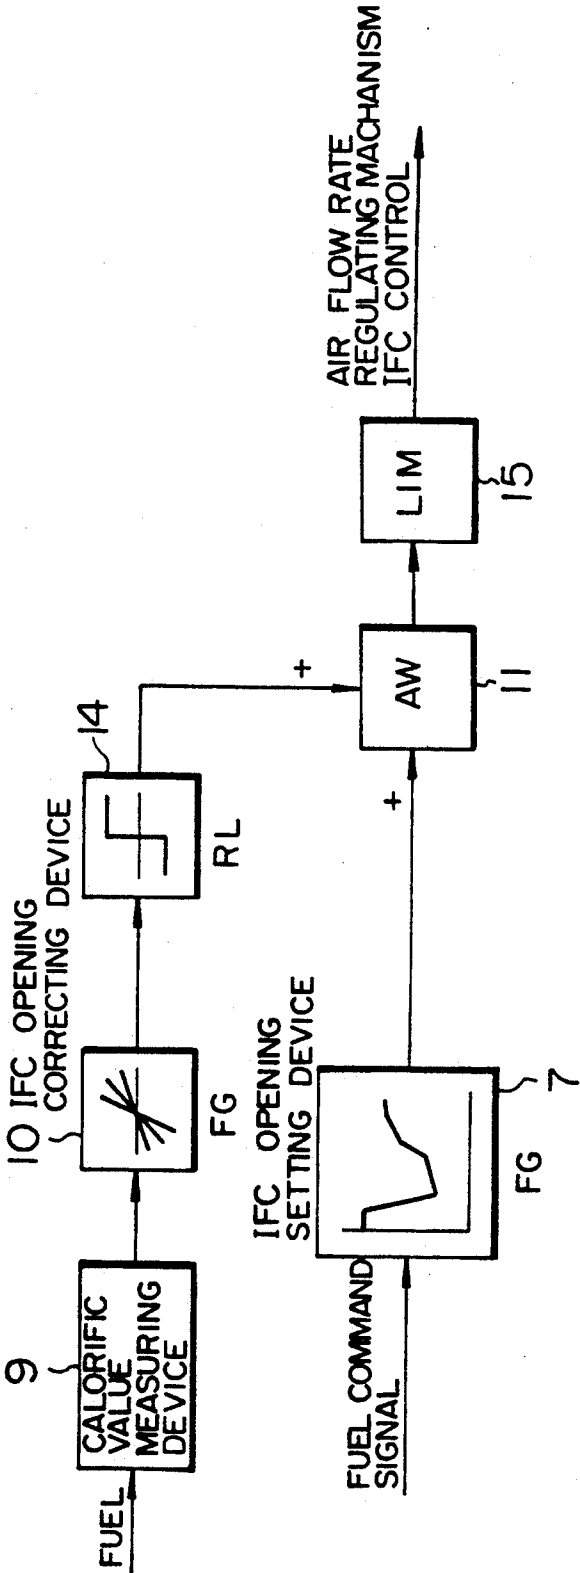 9
CALORIFIC
VALUE
MEASURING
DEVICE
FUEL
10 IFC OPENING
CORRECTING DEVICE
FG
14
RL
IFC OPENING
SETTING DEVICE
FG
7
FUEL COMMAND
SIGNAL
+
+
AW
11
LIM
15
AIR FLOW RATE
REGULATING MACHANISM
IFC CONTROL